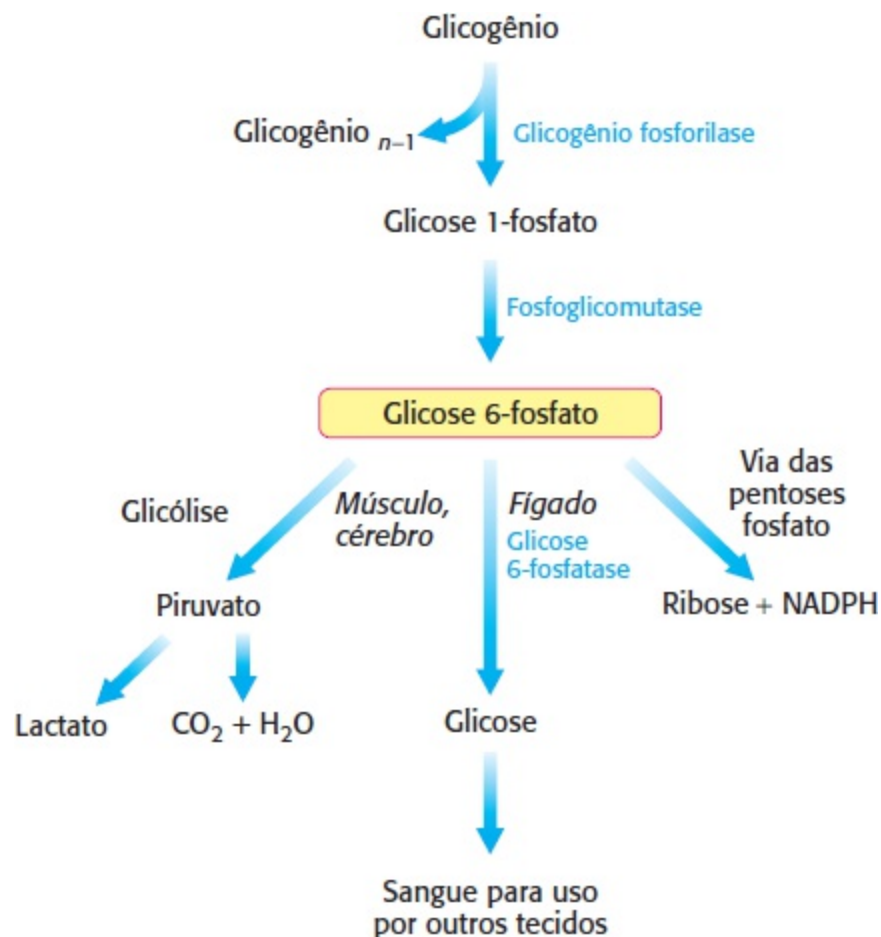 Glicogênio
Glicogênio n–1
Glicogênio fosforilase
Glicose 1-fosfato
Fosfoglicomutase
Glicose 6-fosfato
Glicólise
Músculo,
cérebro
Fígado
Glicose
6-fosfatase
Via das
pentoses
fosfato
Piruvato
Ribose + NADPH
Lactato
CO₂ + H₂O
Glicose
Sangue para uso
por outros tecidos